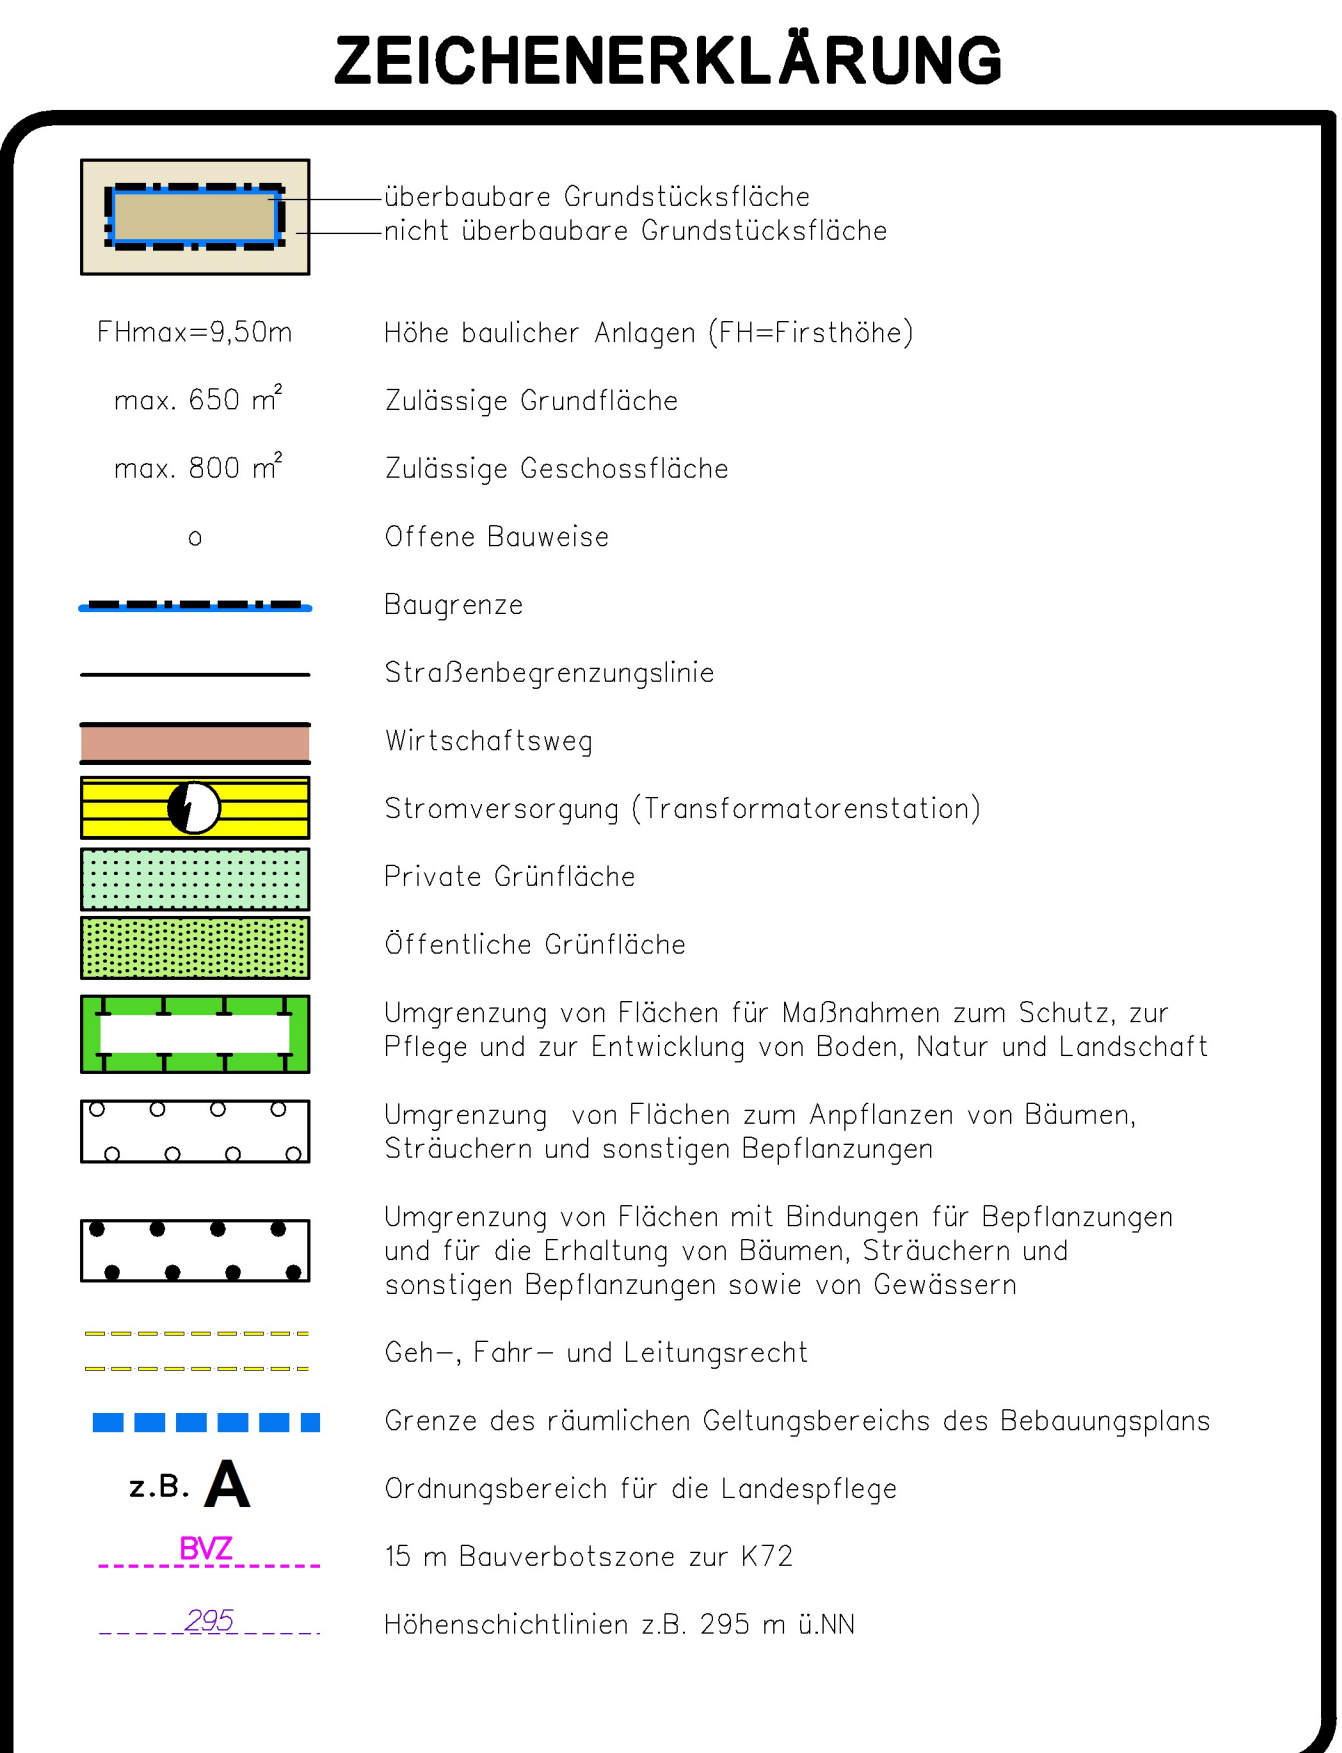 ZEICHENERKLÄRUNG
überbaubare Grundstücksfläche
nicht überbaubare Grundstücksfläche
FHmax=9,50m Höhe baulicher Anlagen (FH=Firsthöhe)
max. 650 m² Zulässige Grundfläche
max. 800 m² Zulässige Geschossfläche
o Offene Bauweise
Baugrenze
Straßenbegrenzungslinie
Wirtschaftsweg
Stromversorgung (Transformatorenstation)
Private Grünfläche
Öffentliche Grünfläche
Umgrenzung von Flächen für Maßnahmen zum Schutz, zur
Pflege und zur Entwicklung von Boden, Natur und Landschaft
Umgrenzung von Flächen zum Anpflanzen von Bäumen,
Sträuchern und sonstigen Bepflanzungen
Umgrenzung von Flächen mit Bindungen für Bepflanzungen
und für die Erhaltung von Bäumen, Sträuchern und
sonstigen Bepflanzungen sowie von Gewässern
Geh-, Fahr- und Leitungsrecht
Grenze des räumlichen Geltungsbereichs des Bebauungsplans
z.B. A Ordnungsbereich für die Landespflege
BVZ 15 m Bauverbotszone zur K72
295 Höhenschichtlinien z.B. 295 m ü.NN